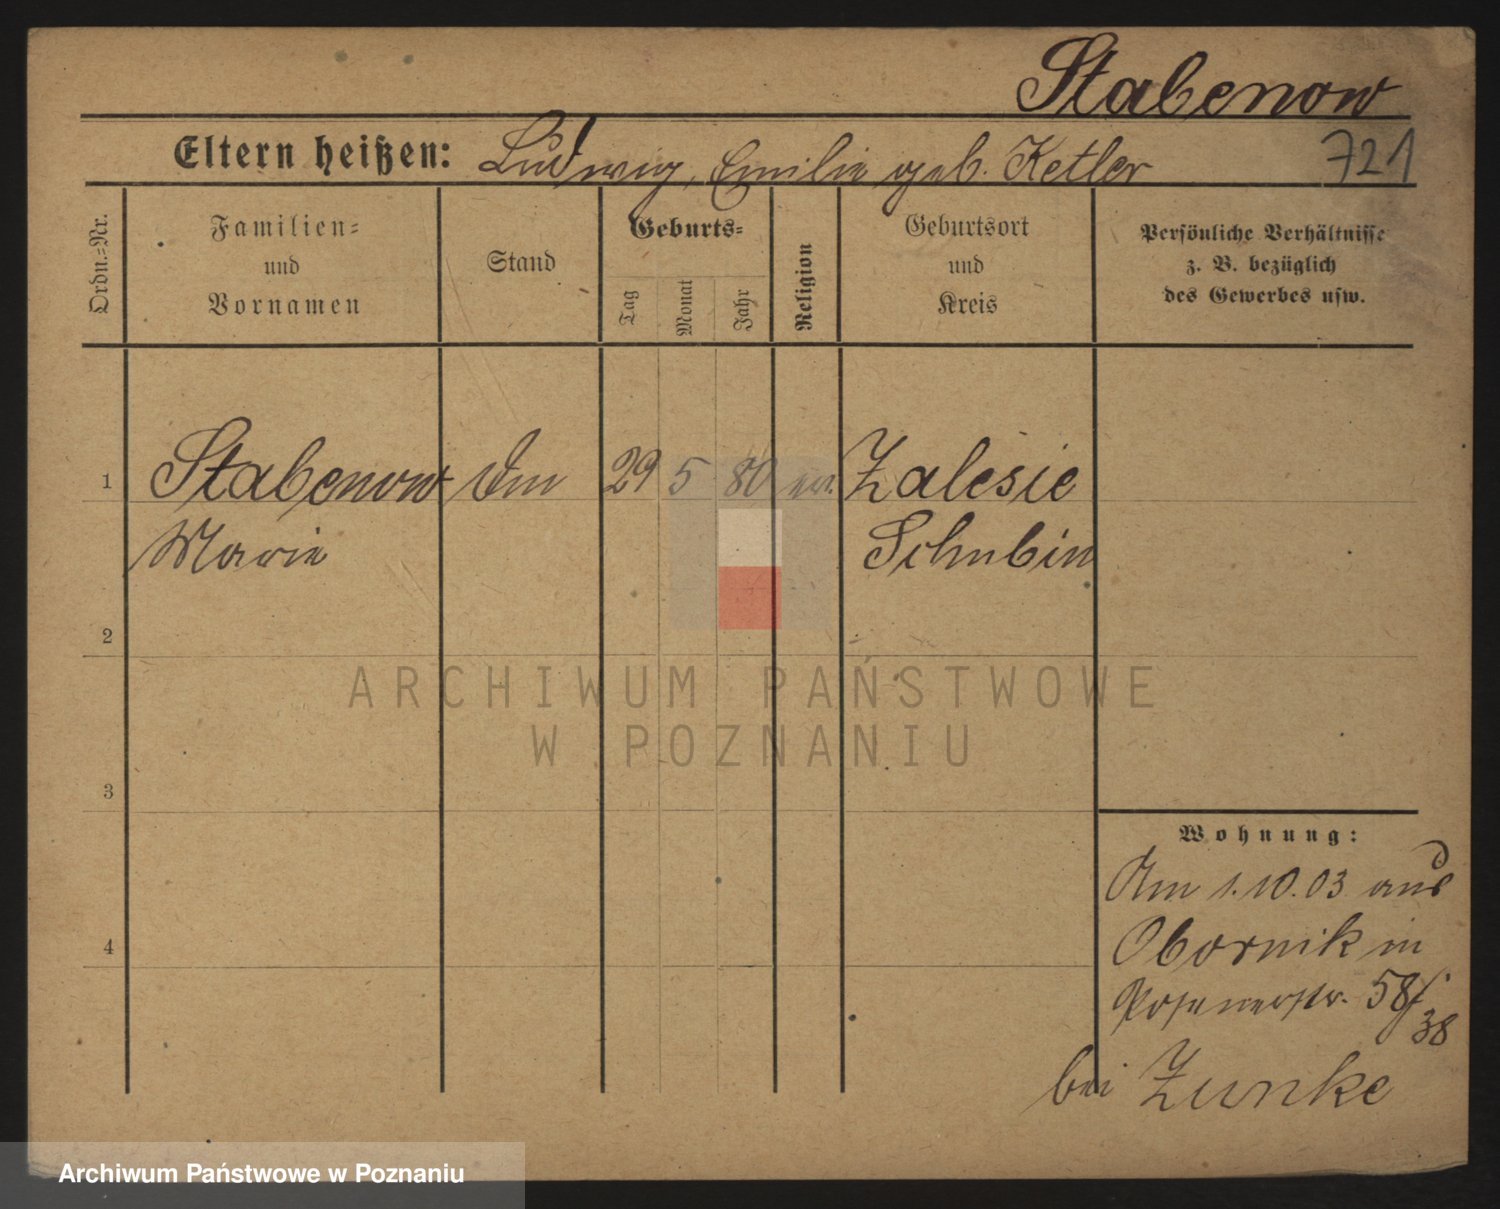 Stabenow
Eltern heißen: Ludwig, Emilie geb. Ketler 721
Ordn.-Nr.
Familien-
und
Vornamen
Stand
Geburts-
Tag
Monat
Jahr
Religion
Geburtsort
und
Kreis
Persönliche Verhältnisse
z. B. bezüglich
des Gewerbes usw.
1 Stabenow 29 5 80 ev. Zalesie
Marie Schubin
2
3
4
ARCHIWUM PAŃSTWOWE
W POZNANIU
Wohnung:
Am 1.10.03 aus
Obornik in
Posenerstr. 58/
38
bei Zunke
Archiwum Państwowe w Poznaniu